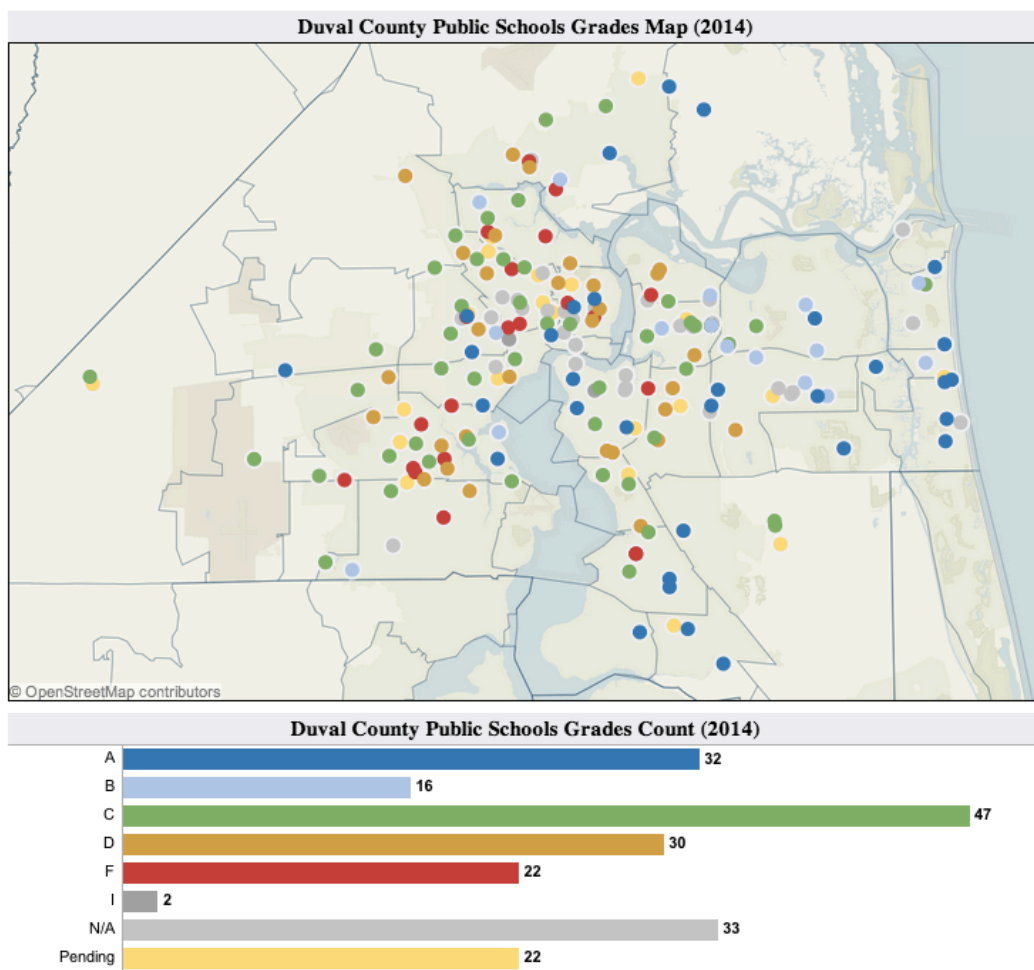 Duval County Public Schools Grades Map (2014)
© OpenStreetMap contributors
Duval County Public Schools Grades Count (2014)
A 32
B 16
C 47
D 30
F 22
I 2
N/A 33
Pending 22